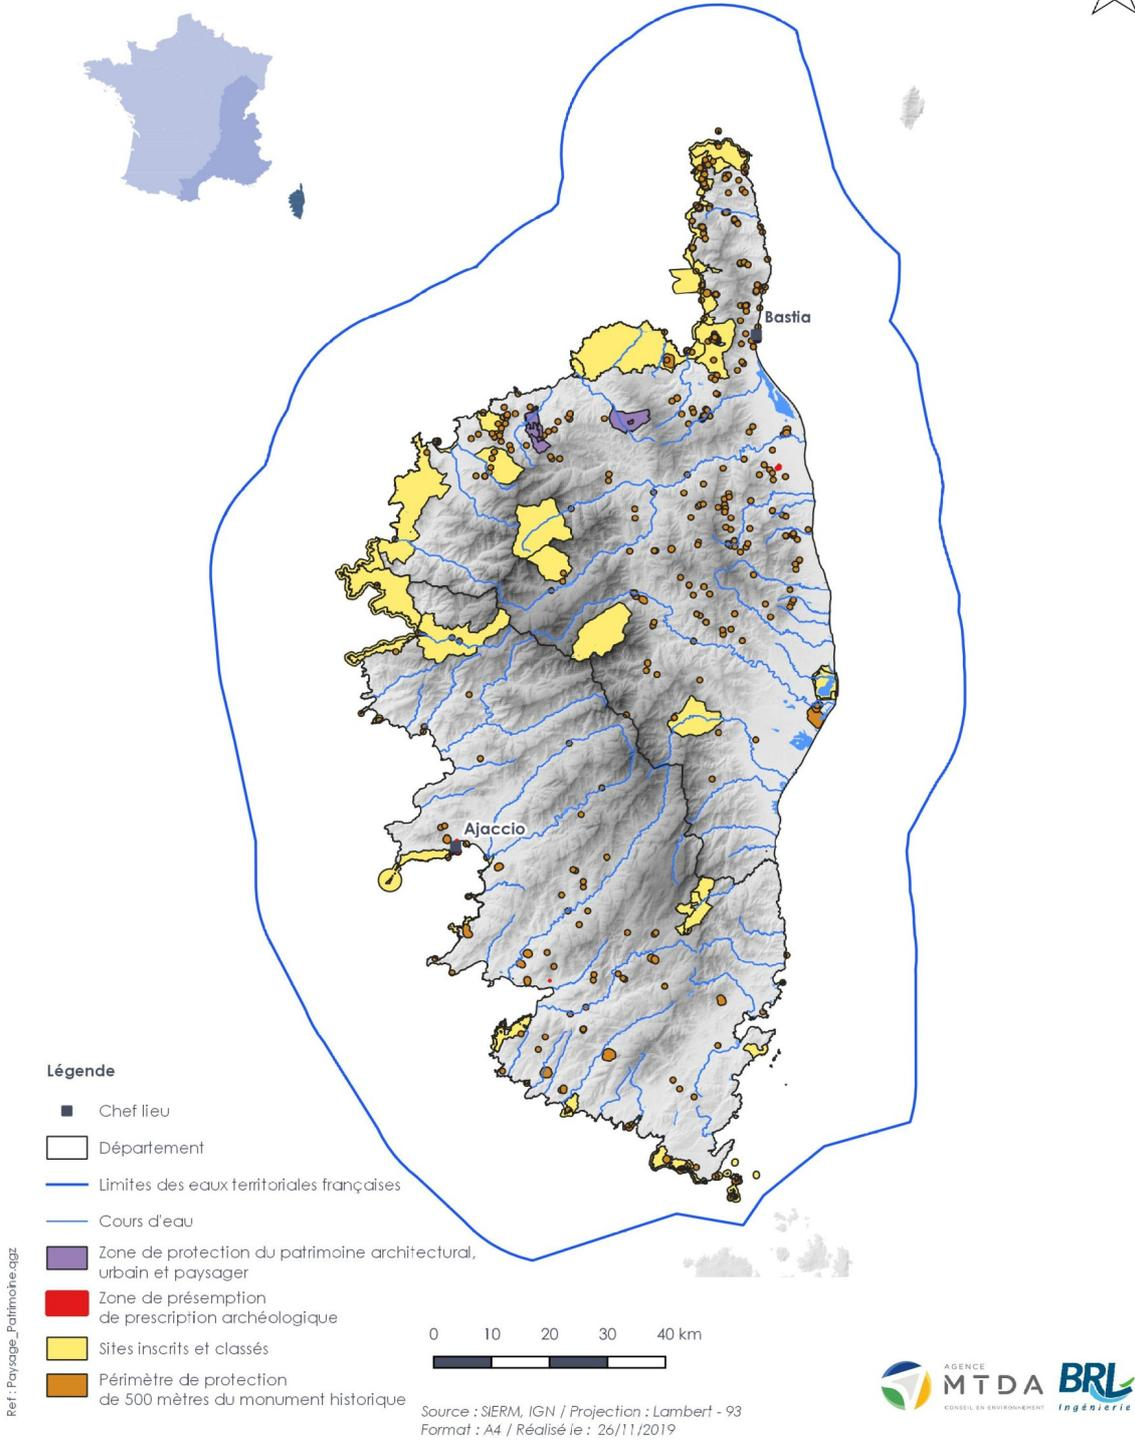 Bastia
Ajaccio
Légende
Chef lieu
Département
Limites des eaux territoriales françaises
Cours d'eau
Zone de protection du patrimoine architectural,
urbain et paysager
Zone de présemption
de prescription archéologique
Sites inscrits et classés
Périmètre de protection
de 500 mètres du monument historique
Ref : Paysage_Patrimoine.qgz
0 10 20 30 40 km
Source : SIERM, IGN / Projection : Lambert - 93
Format : A4 / Réalisé le : 26/11/2019
AGENCE
MTDA
CONSEIL EN ENVIRONNEMENT
BRL
Ingénierie